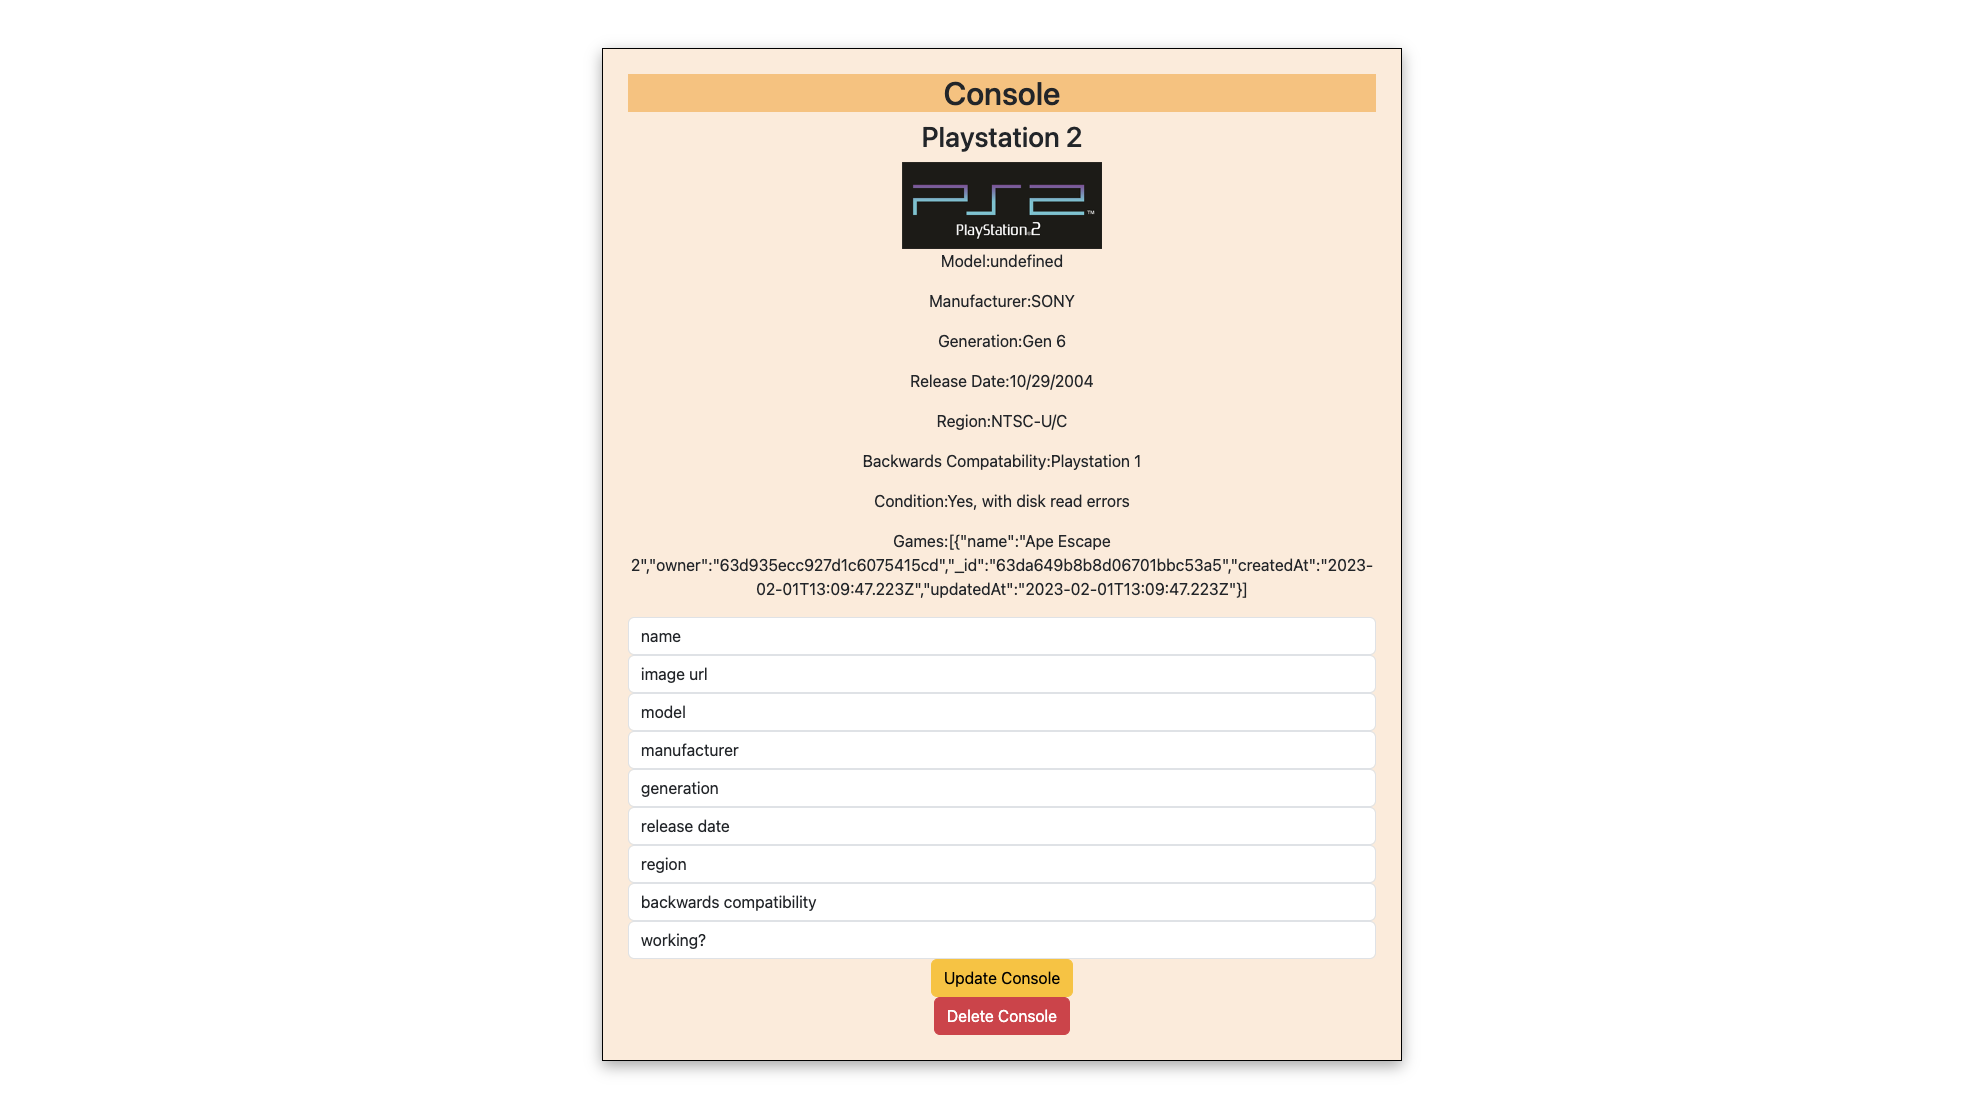 Console
Playstation 2
PS2 ™
PlayStation®2
Model:undefined
Manufacturer:SONY
Generation:Gen 6
Release Date:10/29/2004
Region:NTSC-U/C
Backwards Compatability:Playstation 1
Condition:Yes, with disk read errors
Games:[{"name":"Ape Escape
2","owner":"63d935ecc927d1c6075415cd","_id":"63da649b8b8d06701bbc53a5","createdAt":"2023-
02-01T13:09:47.223Z","updatedAt":"2023-02-01T13:09:47.223Z"}]
name
image url
model
manufacturer
generation
release date
region
backwards compatibility
working?
Update Console
Delete Console